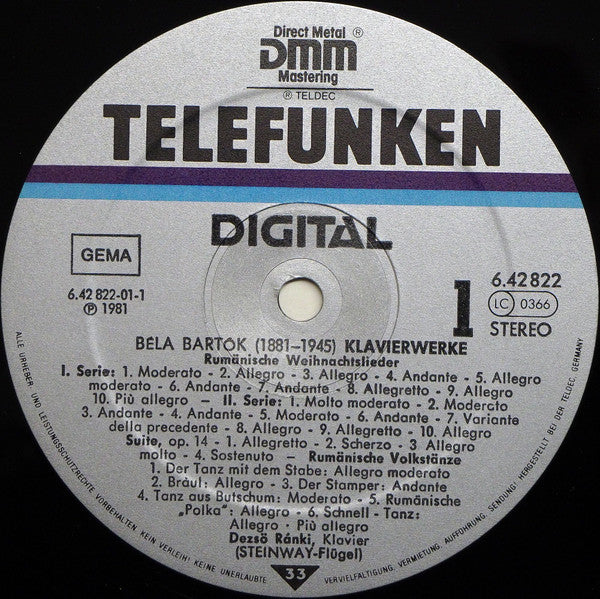 Direct Metal ®
DMM
Mastering
® TELDEC
TELEFUNKEN
DIGITAL
GEMA
6.42 822-01-1
℗ 1981
1
6.42 822
LC 0366
STEREO
BÉLA BARTÓK (1881–1945) KLAVIERWERKE
Rumänische Weihnachtslieder
I. Serie: 1. Moderato - 2. Allegro - 3. Allegro - 4. Andante - 5. Allegro
moderato - 6. Andante - 7. Andante - 8. Allegretto - 9. Allegro
10. Più allegro – II. Serie: 1. Molto moderato - 2. Moderato
3. Andante - 4. Andante - 5. Moderato - 6. Andante - 7. Variante
della precedente - 8. Allegro - 9. Allegretto - 10. Allegro
Suite, op. 14 - 1. Allegretto - 2. Scherzo - 3. Allegro
molto - 4. Sostenuto – Rumänische Volkstänze
1. Der Tanz mit dem Stabe: Allegro moderato
2. Brâul: Allegro - 3. Der Stamper: Andante
4. Tanz aus Butschum: Moderato - 5. Rumänische
„Polka": Allegro - 6. Schnell - Tanz:
Allegro · Più allegro
Dezsö Ránki, Klavier
(STEINWAY-Flügel)
33
ALLE URHEBER- UND LEISTUNGSSCHUTZRECHTE VORBEHALTEN. KEIN VERLEIH! KEINE UNERLAUBTE VERVIELFÄLTIGUNG, VERMIETUNG, AUFFÜHRUNG, SENDUNG! HERGESTELLT BEI DER TELDEC, GERMANY